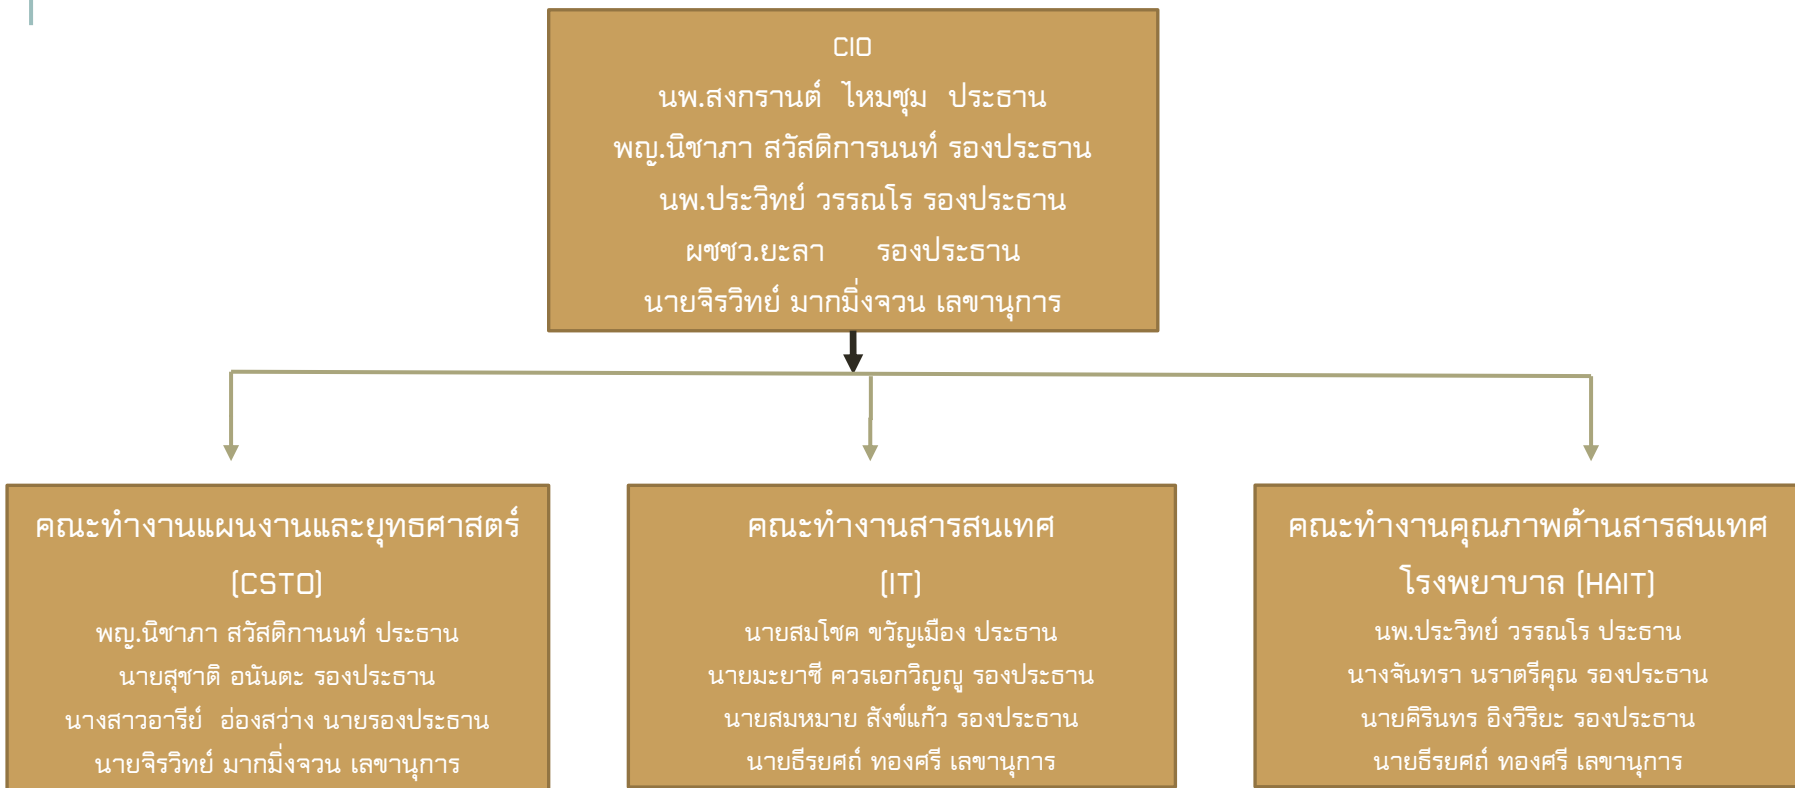 CIO
นพ.สงกรานต์ ไหมชุม ประธาน
พญ.นิชาภา สวัสดิการนนท์ รองประธาน
นพ.ประวิทย์ วรรณโร รองประธาน
ผชชว.ยะลา รองประธาน
นายจิรวิทย์ มากมิ่งจวน เลขานุการ
คณะทำงานแผนงานและยุทธศาสตร์
(CSTO)
พญ.นิชาภา สวัสดิกานนท์ ประธาน
นายสุชาติ อนันตะ รองประธาน
นางสาวอารีย์ อ่องสว่าง นายรองประธาน
นายจิรวิทย์ มากมิ่งจวน เลขานุการ
คณะทำงานสารสนเทศ
(IT)
นายสมโชค ขวัญเมือง ประธาน
นายมะยาซี ควรเอกวิญญู รองประธาน
นายสมหมาย สังข์แก้ว รองประธาน
นายธีรยศถ์ ทองศรี เลขานุการ
คณะทำงานคุณภาพด้านสารสนเทศ
โรงพยาบาล (HAIT)
นพ.ประวิทย์ วรรณโร ประธาน
นางจันทรา นราตรีคุณ รองประธาน
นายคิรินทร อิงวิริยะ รองประธาน
นายธีรยศถ์ ทองศรี เลขานุการ